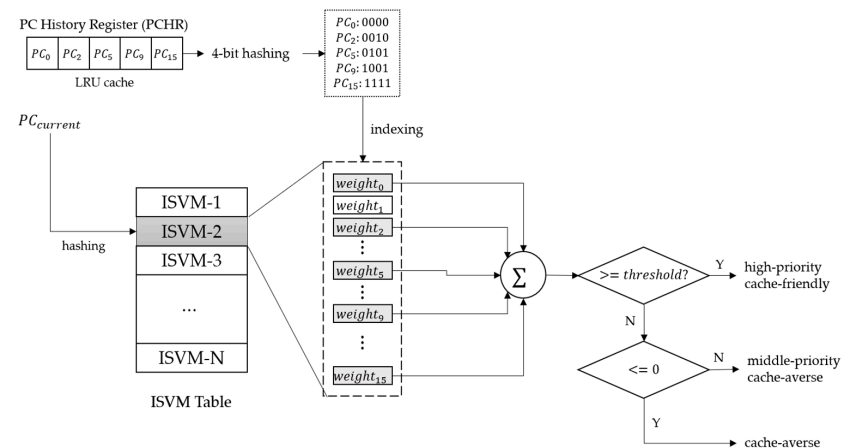 PC History Register (PCHR)
PC0 PC2 PC5 PC9 PC15
LRU cache
4-bit hashing
PC0: 0000
PC2: 0010
PC5: 0101
PC9: 1001
PC15: 1111
indexing
PCcurrent
hashing
ISVM-1
ISVM-2
ISVM-3
...
ISVM-N
ISVM Table
weight0
weight1
weight2
⋮
weight5
⋮
weight9
⋮
weight15
Σ
>= threshold?
Y
high-priority
cache-friendly
N
<= 0
N
middle-priority
cache-averse
Y
cache-averse